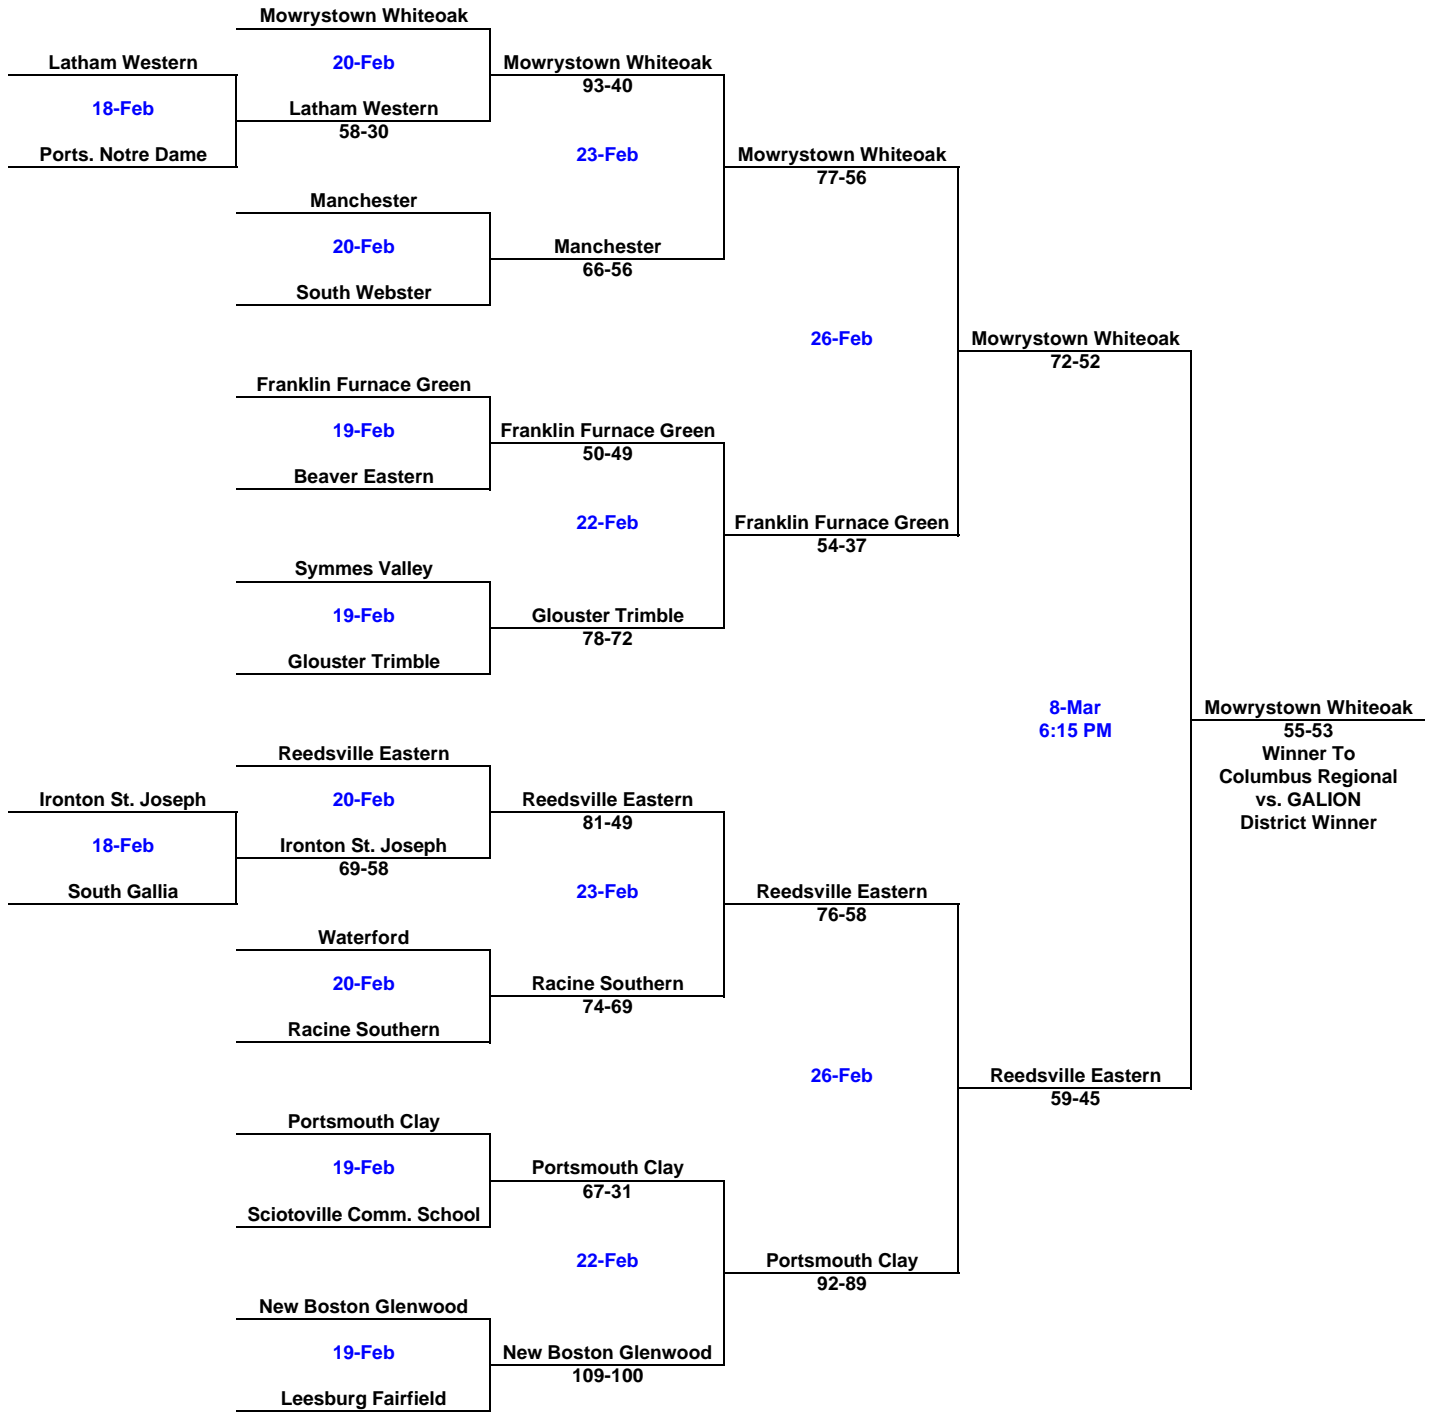 Mowrystown Whiteoak
Latham Western
20-Feb
Mowrystown Whiteoak
93-40
18-Feb
Latham Western
58-30
Ports. Notre Dame
23-Feb
Mowrystown Whiteoak
77-56
Manchester
20-Feb
Manchester
66-56
South Webster
26-Feb
Mowrystown Whiteoak
72-52
Franklin Furnace Green
19-Feb
Franklin Furnace Green
50-49
Beaver Eastern
22-Feb
Franklin Furnace Green
54-37
Symmes Valley
19-Feb
Glouster Trimble
78-72
Glouster Trimble
8-Mar
6:15 PM
Mowrystown Whiteoak
55-53
Winner To
Columbus Regional
vs. GALION
District Winner
Reedsville Eastern
Ironton St. Joseph
20-Feb
Reedsville Eastern
81-49
18-Feb
Ironton St. Joseph
69-58
South Gallia
23-Feb
Reedsville Eastern
76-58
Waterford
20-Feb
Racine Southern
74-69
Racine Southern
26-Feb
Reedsville Eastern
59-45
Portsmouth Clay
19-Feb
Portsmouth Clay
67-31
Sciotoville Comm. School
22-Feb
Portsmouth Clay
92-89
New Boston Glenwood
19-Feb
New Boston Glenwood
109-100
Leesburg Fairfield